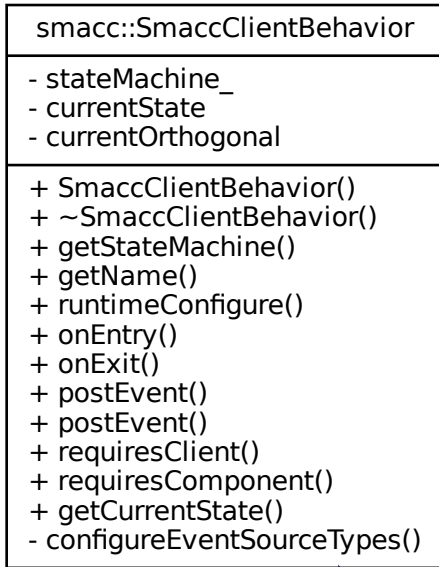 smacc::SmaccClientBehavior
- stateMachine_
- currentState
- currentOrthogonal
+ SmaccClientBehavior()
+ ~SmaccClientBehavior()
+ getStateMachine()
+ getName()
+ runtimeConfigure()
+ onEntry()
+ onExit()
+ postEvent()
+ postEvent()
+ requiresClient()
+ requiresComponent()
+ getCurrentState()
- configureEventSourceTypes()